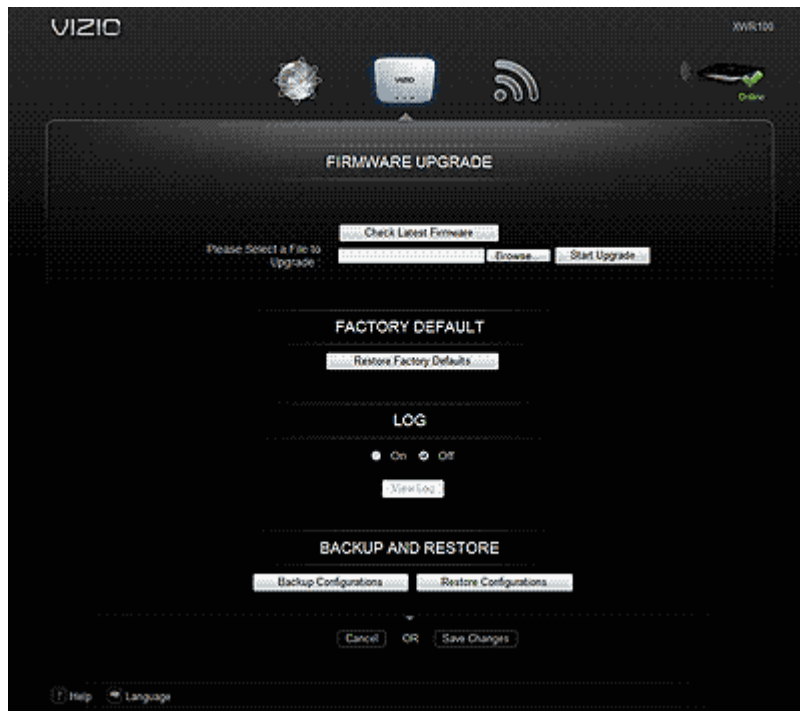 VIZIO
XWR100
VIZIO
Online
FIRMWARE UPGRADE
Check Latest Firmware
Please Select a File to
Upgrade :
Browse...
Start Upgrade
FACTORY DEFAULT
Restore Factory Defaults
LOG
On Off
View Log
BACKUP AND RESTORE
Backup Configurations Restore Configurations
Cancel OR Save Changes
? Help Language